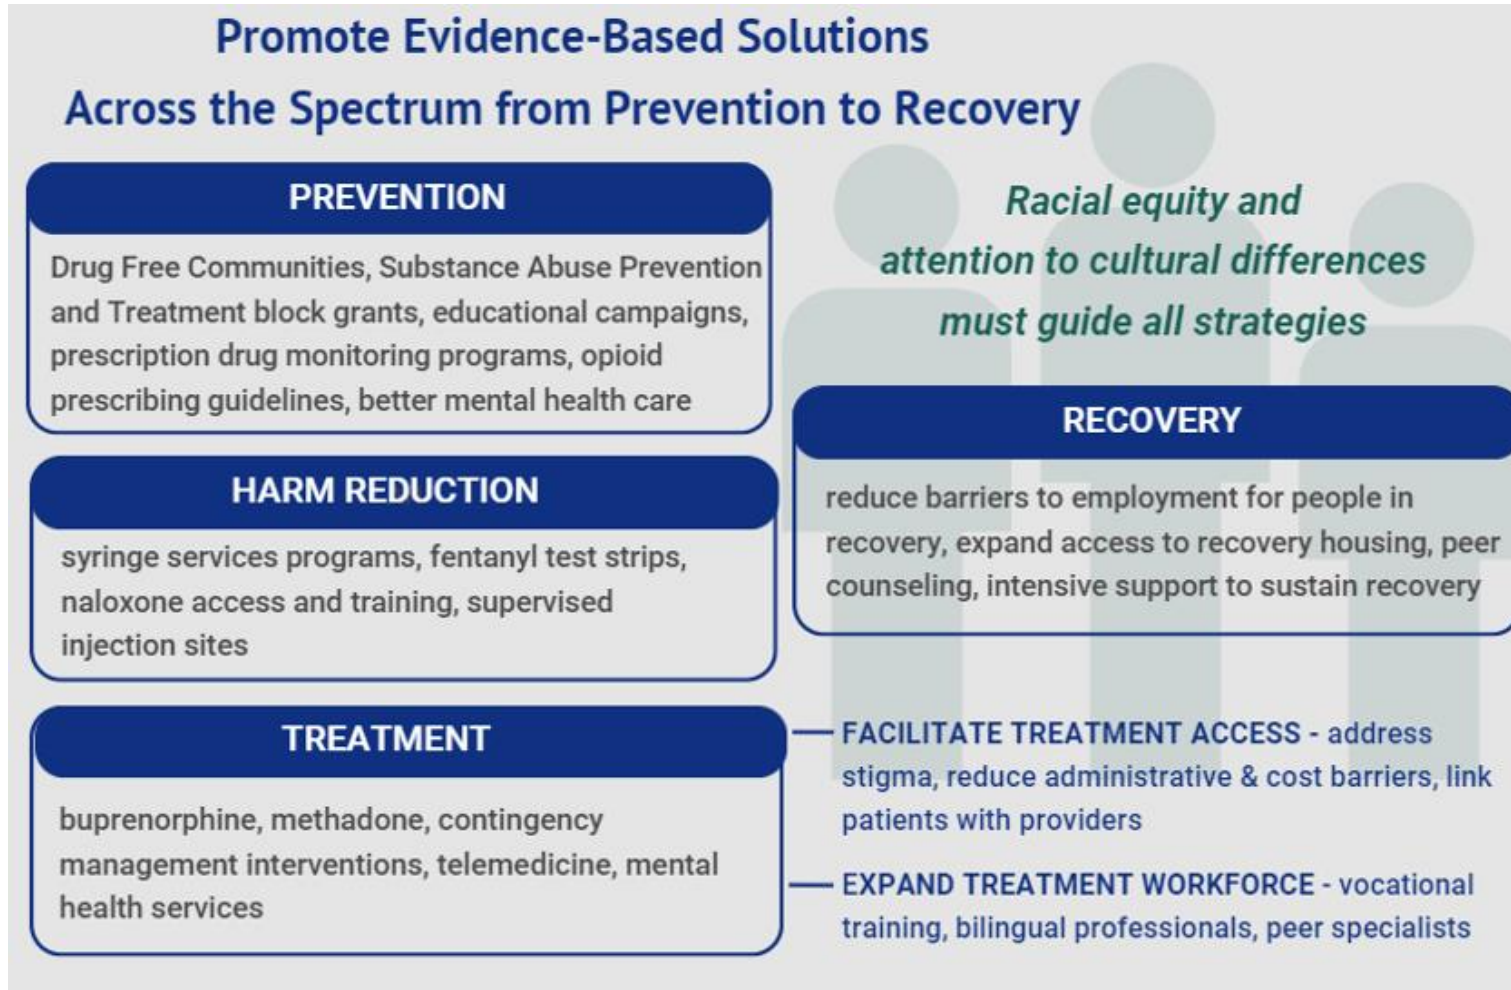 Promote Evidence-Based Solutions
Across the Spectrum from Prevention to Recovery
PREVENTION
Drug Free Communities, Substance Abuse Prevention
and Treatment block grants, educational campaigns,
prescription drug monitoring programs, opioid
prescribing guidelines, better mental health care
HARM REDUCTION
syringe services programs, fentanyl test strips,
naloxone access and training, supervised
injection sites
TREATMENT
buprenorphine, methadone, contingency
management interventions, telemedicine, mental
health services
Racial equity and
attention to cultural differences
must guide all strategies
RECOVERY
reduce barriers to employment for people in
recovery, expand access to recovery housing, peer
counseling, intensive support to sustain recovery
FACILITATE TREATMENT ACCESS - address
stigma, reduce administrative & cost barriers, link
patients with providers
EXPAND TREATMENT WORKFORCE - vocational
training, bilingual professionals, peer specialists